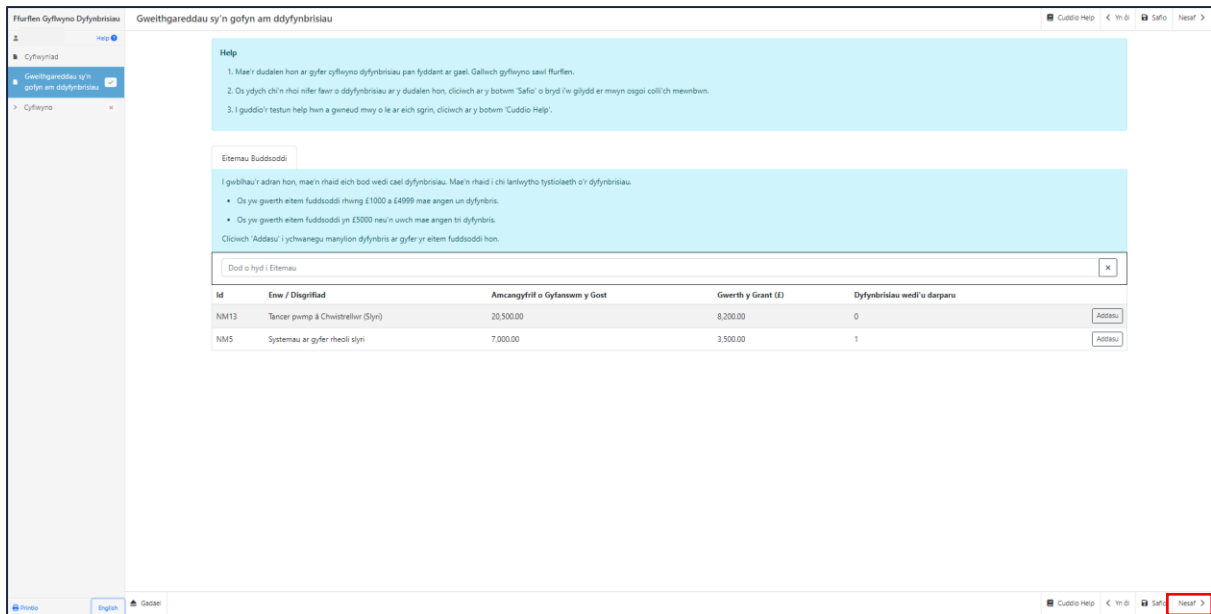 Ffurflen Gyflwyno Dyfynbrisiau
Gweithgareddau sy'n gofyn am ddyfynbrisiau
Cuddio Help
Yn ôl
Safio
Nesaf
Help
Cyflwyniad
Gweithgareddau sy'n
gofyn am ddyfynbrisiau
Cyflwyno
Help
1. Mae'r dudalen hon ar gyfer cyflwyno dyfynbrisiau pan fyddant ar gael. Gallwch gyflwyno sawl ffurflen.
2. Os ydych chi'n rhoi nifer fawr o ddyfynbrisiau ar y dudalen hon, cliciwch ar y botwm 'Safio' o bryd i'w gilydd er mwyn osgoi colli'ch mewnbwn.
3. I guddio'r testun help hwn a gwneud mwy o le ar eich sgrin, cliciwch ar y botwm 'Cuddio Help'.
Eitemau Buddsoddi
I gwblhau'r adran hon, mae'n rhaid eich bod wedi cael dyfynbrisiau. Mae'n rhaid i chi lanlwytho tystiolaeth o'r dyfynbrisiau.
• Os yw gwerth eitem fuddsoddi rhwng £1000 a £4999 mae angen un dyfynbris.
• Os yw gwerth eitem fuddsoddi yn £5000 neu'n uwch mae angen tri dyfynbris.
Cliciwch 'Addasu' i ychwanegu manylion dyfynbris ar gyfer yr eitem fuddsoddi hon.
Dod o hyd i Eitemau
Id Enw / Disgrifiad Amcangyfrif o Gyfanswm y Gost Gwerth y Grant (£) Dyfynbrisiau wedi'u darparu
NM13 Tancer pwmp â Chwistrellwr (Slyri) 20,500.00 8,200.00 0 Addasu
NM5 Systemau ar gyfer rheoli slyri 7,000.00 3,500.00 1 Addasu
Printio
English
Gadael
Cuddio Help
Yn ôl
Safio
Nesaf